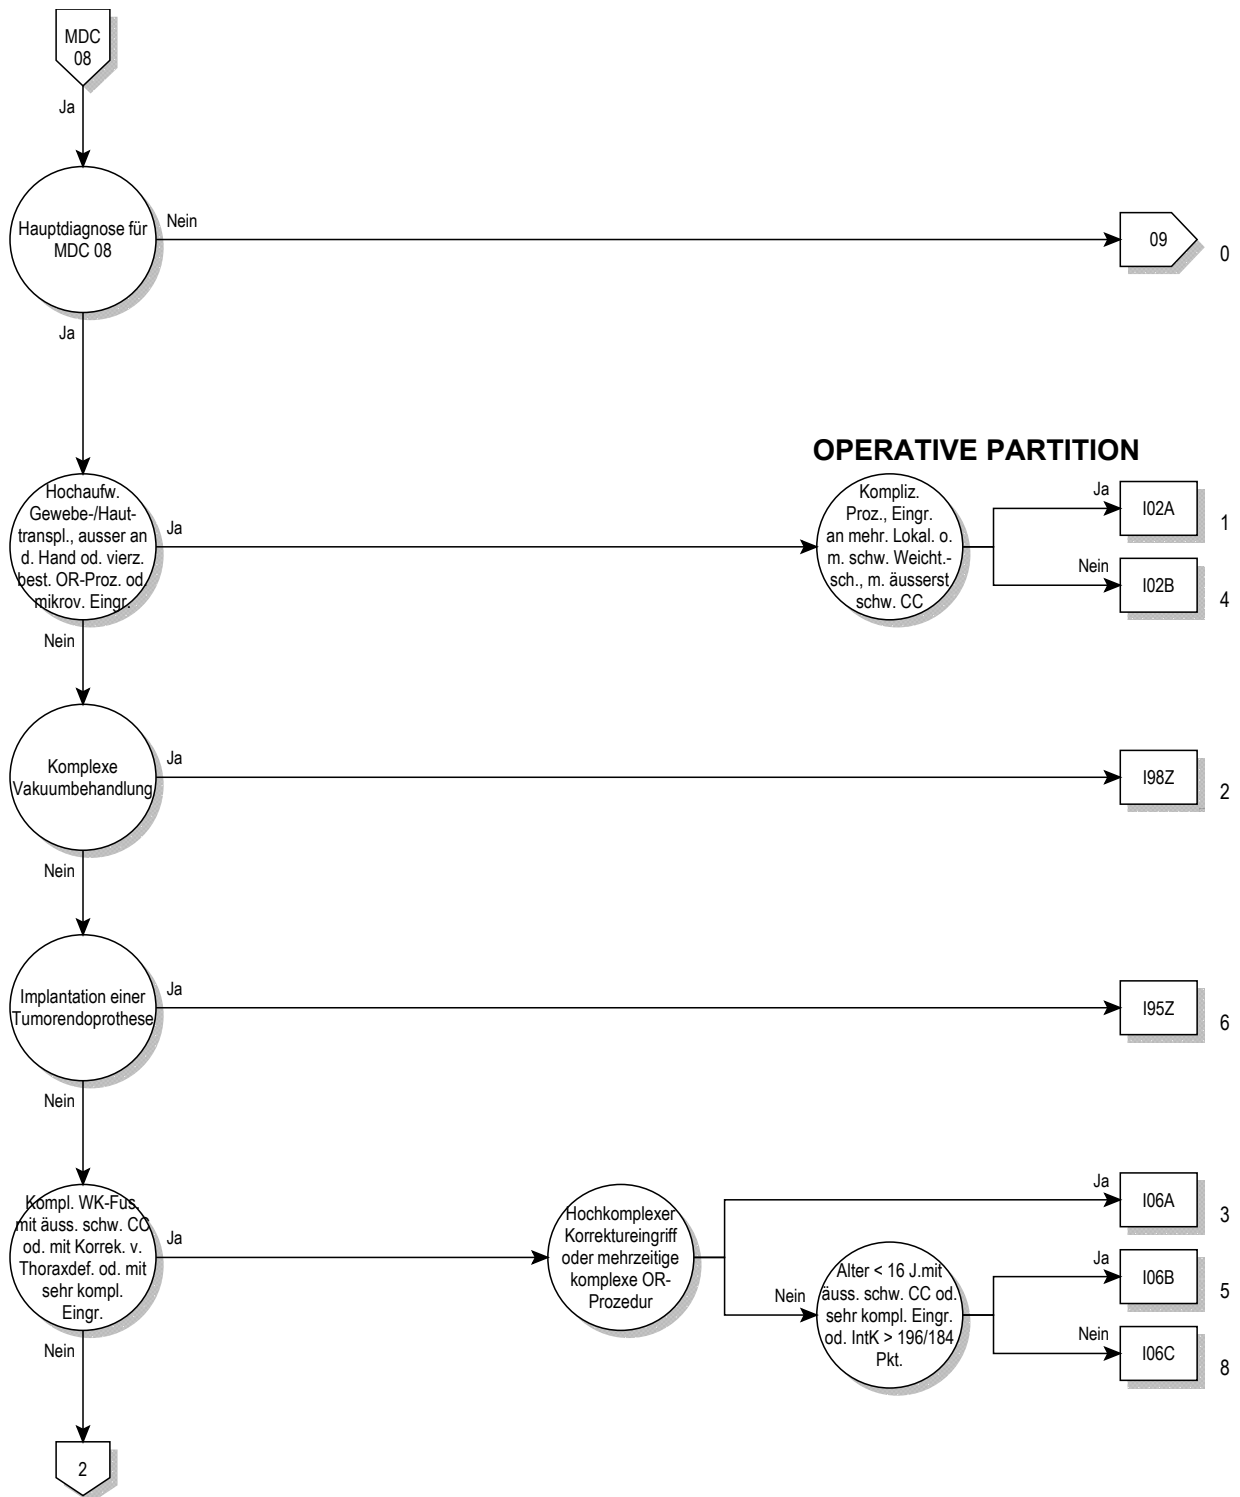 MDC
08
Ja
Hauptdiagnose für
MDC 08
Nein
09
0
Ja
OPERATIVE PARTITION
Hochaufw.
Gewebe-/Haut-
transpl., ausser an
d. Hand od. vierz.
best. OR-Proz. od.
mikrov. Eingr.
Ja
Kompliz.
Proz., Eingr.
an mehr. Lokal. o.
m. schw. Weicht.-
sch., m. äusserst
schw. CC
Ja
I02A
1
Nein
I02B
4
Nein
Komplexe
Vakuumbehandlung
Ja
I98Z
2
Nein
Implantation einer
Tumorendoprothese
Ja
I95Z
6
Nein
Kompl. WK-Fus.
mit äuss. schw. CC
od. mit Korrek. v.
Thoraxdef. od. mit
sehr kompl.
Eingr.
Ja
Hochkomplexer
Korrektureingriff
oder mehrzeitige
komplexe OR-
Prozedur
Ja
I06A
3
Nein
Alter < 16 J.mit
äuss. schw. CC od.
sehr kompl. Eingr.
od. IntK > 196/184
Pkt.
Ja
I06B
5
Nein
I06C
8
Nein
2